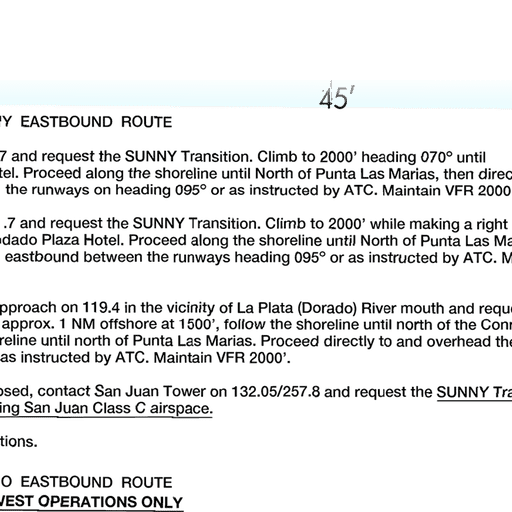 45'
EASTBOUND ROUTE
7 and request the SUNNY Transition. Climb to 2000' heading 070° until
tel. Proceed along the shoreline until North of Punta Las Marias, then direc
the runways on heading 095° or as instructed by ATC. Maintain VFR 2000
.7 and request the SUNNY Transition. Climb to 2000' while making a right
dado Plaza Hotel. Proceed along the shoreline until North of Punta Las Ma
eastbound between the runways heading 095° or as instructed by ATC. M
pproach on 119.4 in the vicinity of La Plata (Dorado) River mouth and requ
approx. 1 NM offshore at 1500', follow the shoreline until north of the Con
reline until north of Punta Las Marias. Proceed directly to and overhead the
as instructed by ATC. Maintain VFR 2000'.
osed, contact San Juan Tower on 132.05/257.8 and request the SUNNY Tra
ing San Juan Class C airspace.
tions.
O EASTBOUND ROUTE
WEST OPERATIONS ONLY